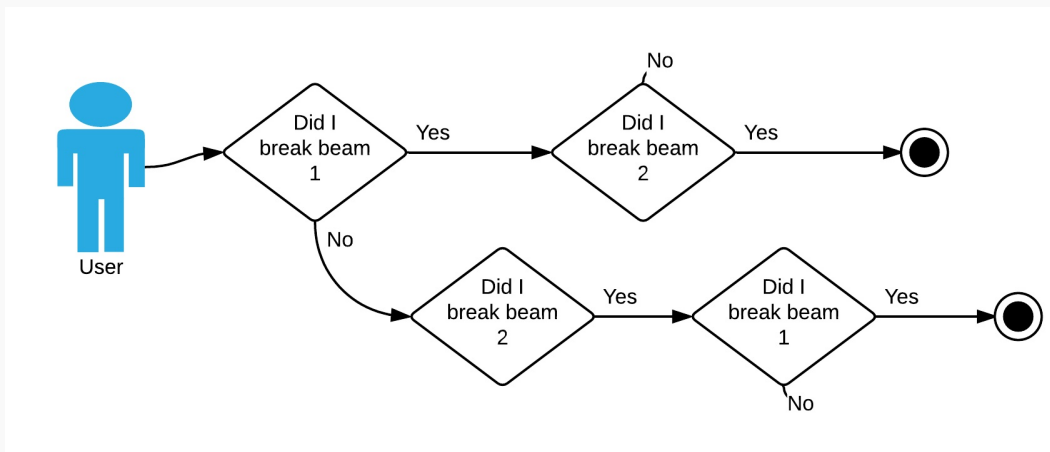 No
Did I
break beam
1
Yes
Did I
break beam
2
Yes
User
No
Did I
break beam
2
Yes
Did I
break beam
1
Yes
No